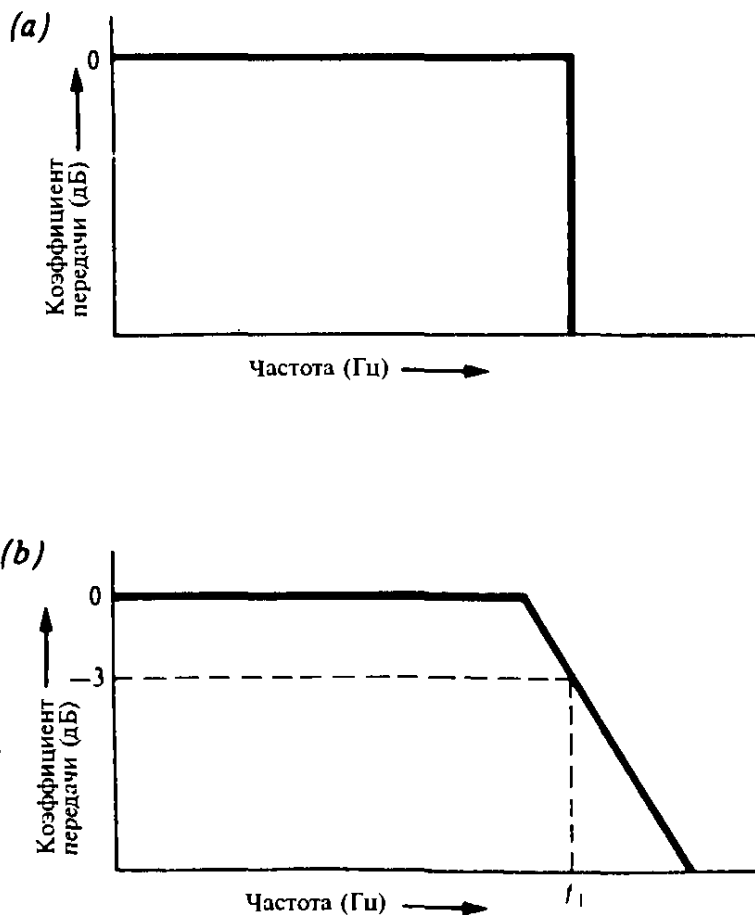 (a)
0
Коэффициент
передачи (дБ)
Частота (Гц)
(b)
0
−3
Коэффициент
передачи (дБ)
Частота (Гц)
f1